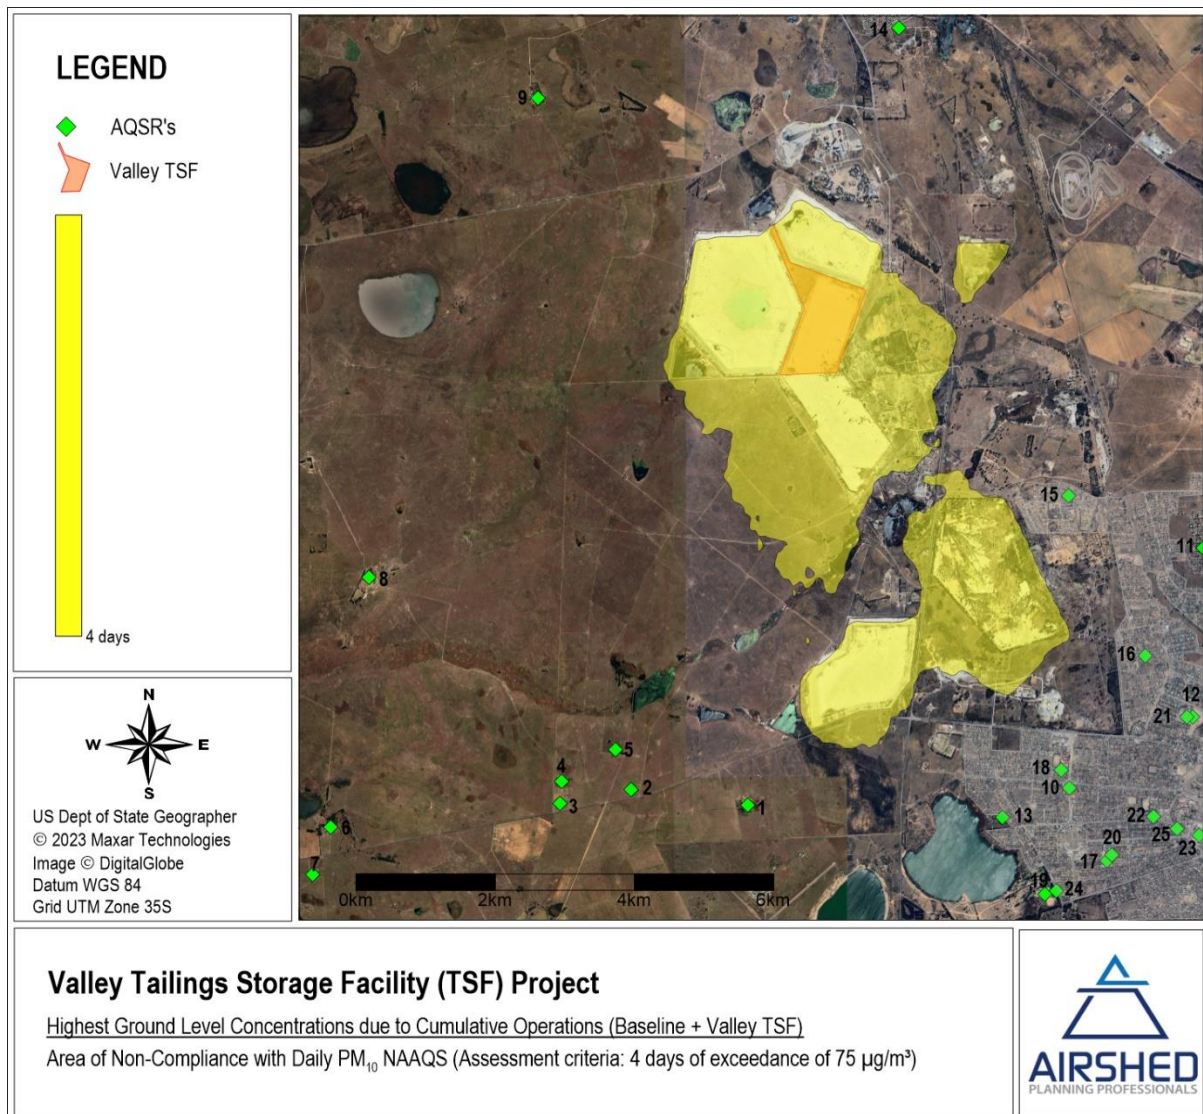 LEGEND
AQSR's
Valley TSF
4 days
N
W E
S
US Dept of State Geographer
© 2023 Maxar Technologies
Image © DigitalGlobe
Datum WGS 84
Grid UTM Zone 35S
14
9
15
11
8
16
12
21
5
4
18
2
10
3
1
13
22
6
25
23
20
7
17
19
24
0km 2km 4km 6km
Valley Tailings Storage Facility (TSF) Project
Highest Ground Level Concentrations due to Cumulative Operations (Baseline + Valley TSF)
Area of Non-Compliance with Daily PM₁₀ NAAQS (Assessment criteria: 4 days of exceedance of 75 µg/m³)
AIRSHED
PLANNING PROFESSIONALS